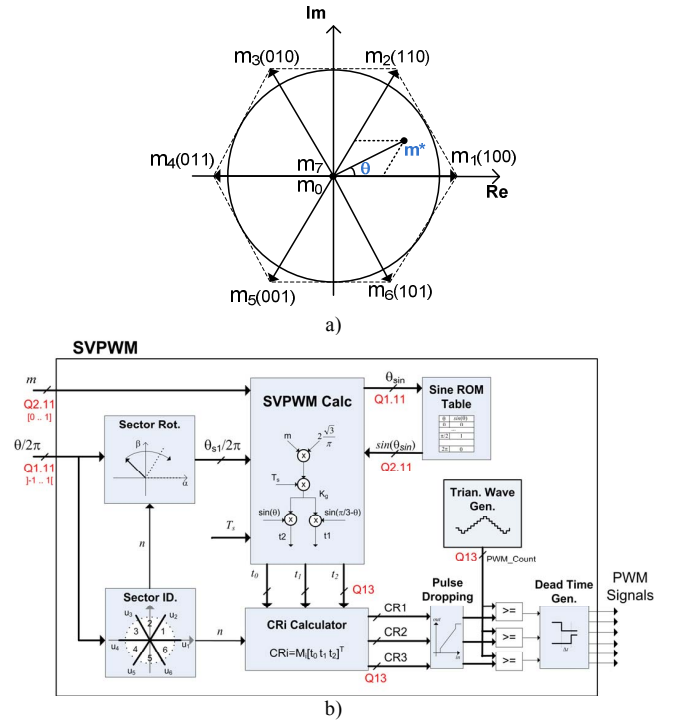 Im
m3(010)
m2(110)
m4(011)
m7
m0
θ
m*
m1(100)
Re
m5(001)
m6(101)
a)
SVPWM
m
Q2.11
[0 .. 1]
θ/2π
Q1.11
]-1 .. 1[
Sector Rot.
β
α
θs1/2π
SVPWM Calc
m
2 √3/π
x
Ts
x
Kg
sin(θ)
x
x
sin(π/3-θ)
t2
t1
θsin
Q1.11
sin(θsin)
Q2.11
Sine ROM
Table
θ sin(θ)
0 0
...
π/2 1
...
2π 0
Trian. Wave
Gen.
Q13
PWM_Count
n
Ts
t0
t1
t2
Q13
Sector ID.
u3
u2
u4
u1
u5
u6
3
2
1
4
5
6
n
CRi Calculator
CRi=Mi[t0 t1 t2]T
CR1
CR2
CR3
Q13
Pulse
Dropping
out
in
>=
>=
>=
Dead Time
Gen.
Δt
PWM
Signals
b)